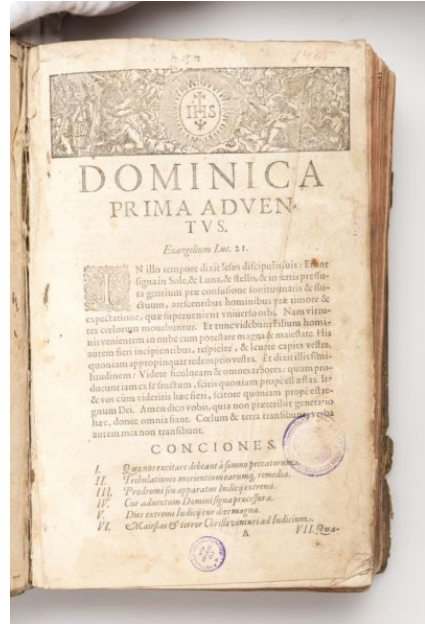 1465
IHS
DOMINICA
PRIMA ADVEN-
TVS.
Euangelium Luc. 21.
IN illo tempore dixit Iesus discipulis suis: Erunt
signa in Sole, & Luna, & stellis, & in terris pressu-
ra gentium præ confusione sonitus maris & flu-
ctuum, arescentibus hominibus præ timore &
expectatione, quæ superuenient vniuerso orbi. Nam virtu-
tes cœlorum mouebuntur. Et tunc videbunt Filium homi-
nis venientem in nube cum potestate magna & maiestate. His
autem fieri incipientibus, respicite, & leuate capita vestra,
quoniam appropinquat redemptio vestra. Et dixit illis simi-
litudinem: Videte ficulneam & omnes arbores: quum pro-
ducunt iam ex se fructum, scitis quoniam propè est æstas. Ita
& vos cùm videritis hæc fieri, scitote quoniam propè est re-
gnum Dei. Amen dico vobis, quia non præteribit generatio
hæc, donec omnia fiant. Cœlum & terra transibunt, verba
autem mea non transibunt.
CONCIONES.
I. Quæ nos excitare debeant à somno peccatorum.
II. Tribulationes morientium earumq; remedia.
III. Prodromi seu apparatus Iudicij extremi.
IV. Cur aduentum Domini signa præcessura.
V. Dies extremi Iudicij cur dies magna.
VI. Maiestas & terror Christi venturi ad Iudicium.
A VII. Qua-